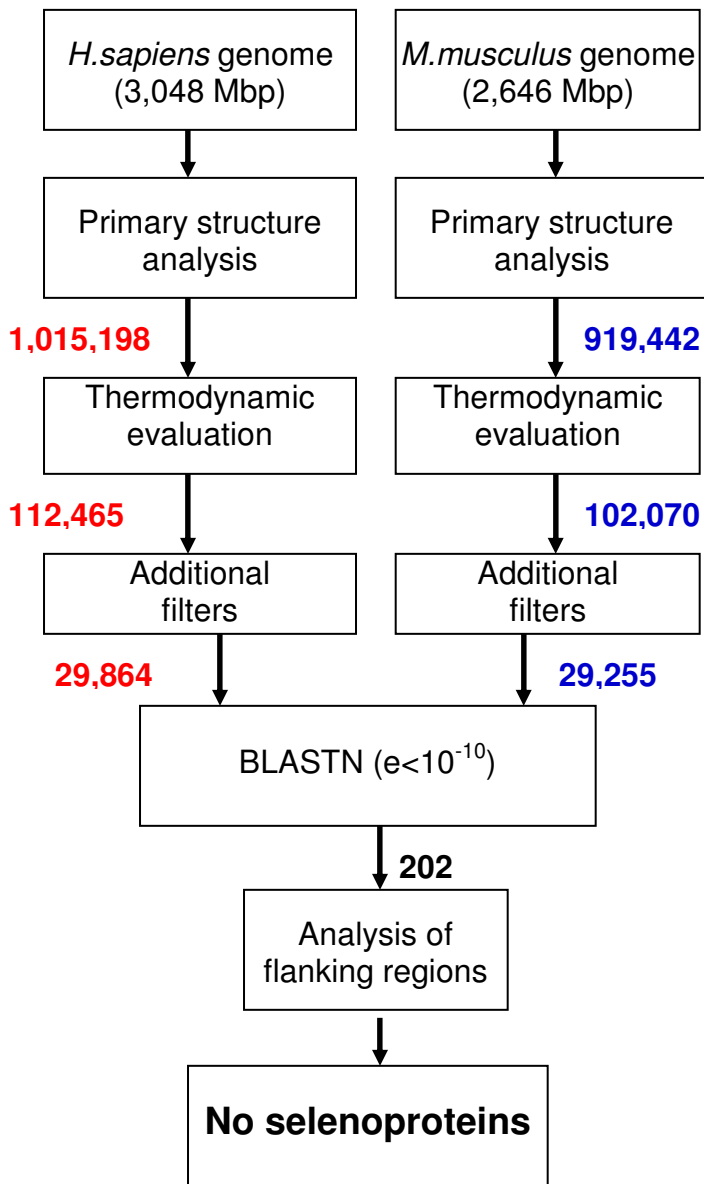 H.sapiens genome
(3,048 Mbp)
M.musculus genome
(2,646 Mbp)
Primary structure
analysis
Primary structure
analysis
1,015,198
919,442
Thermodynamic
evaluation
Thermodynamic
evaluation
112,465
102,070
Additional
filters
Additional
filters
29,864
29,255
BLASTN (e<10⁻¹⁰)
202
Analysis of
flanking regions
No selenoproteins